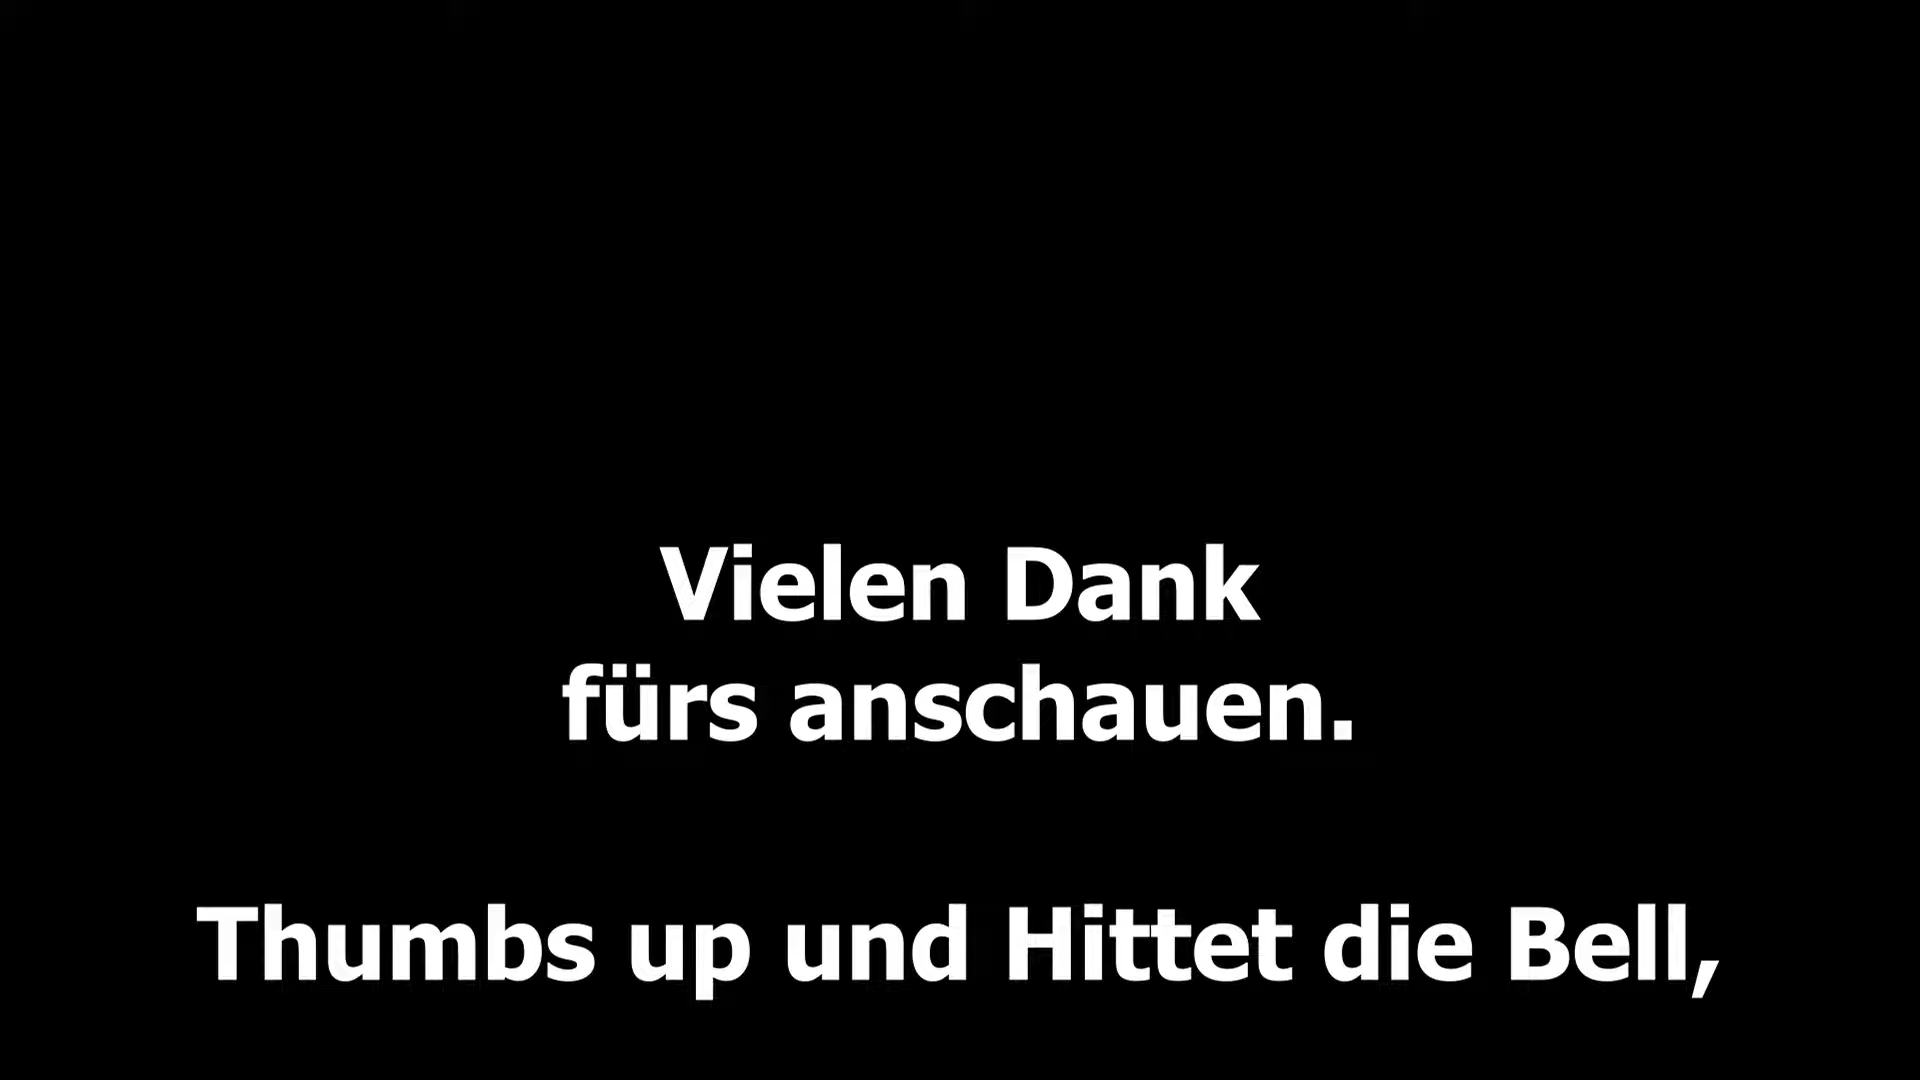 Vielen Dank
fürs anschauen.
Thumbs up und Hittet die Bell,